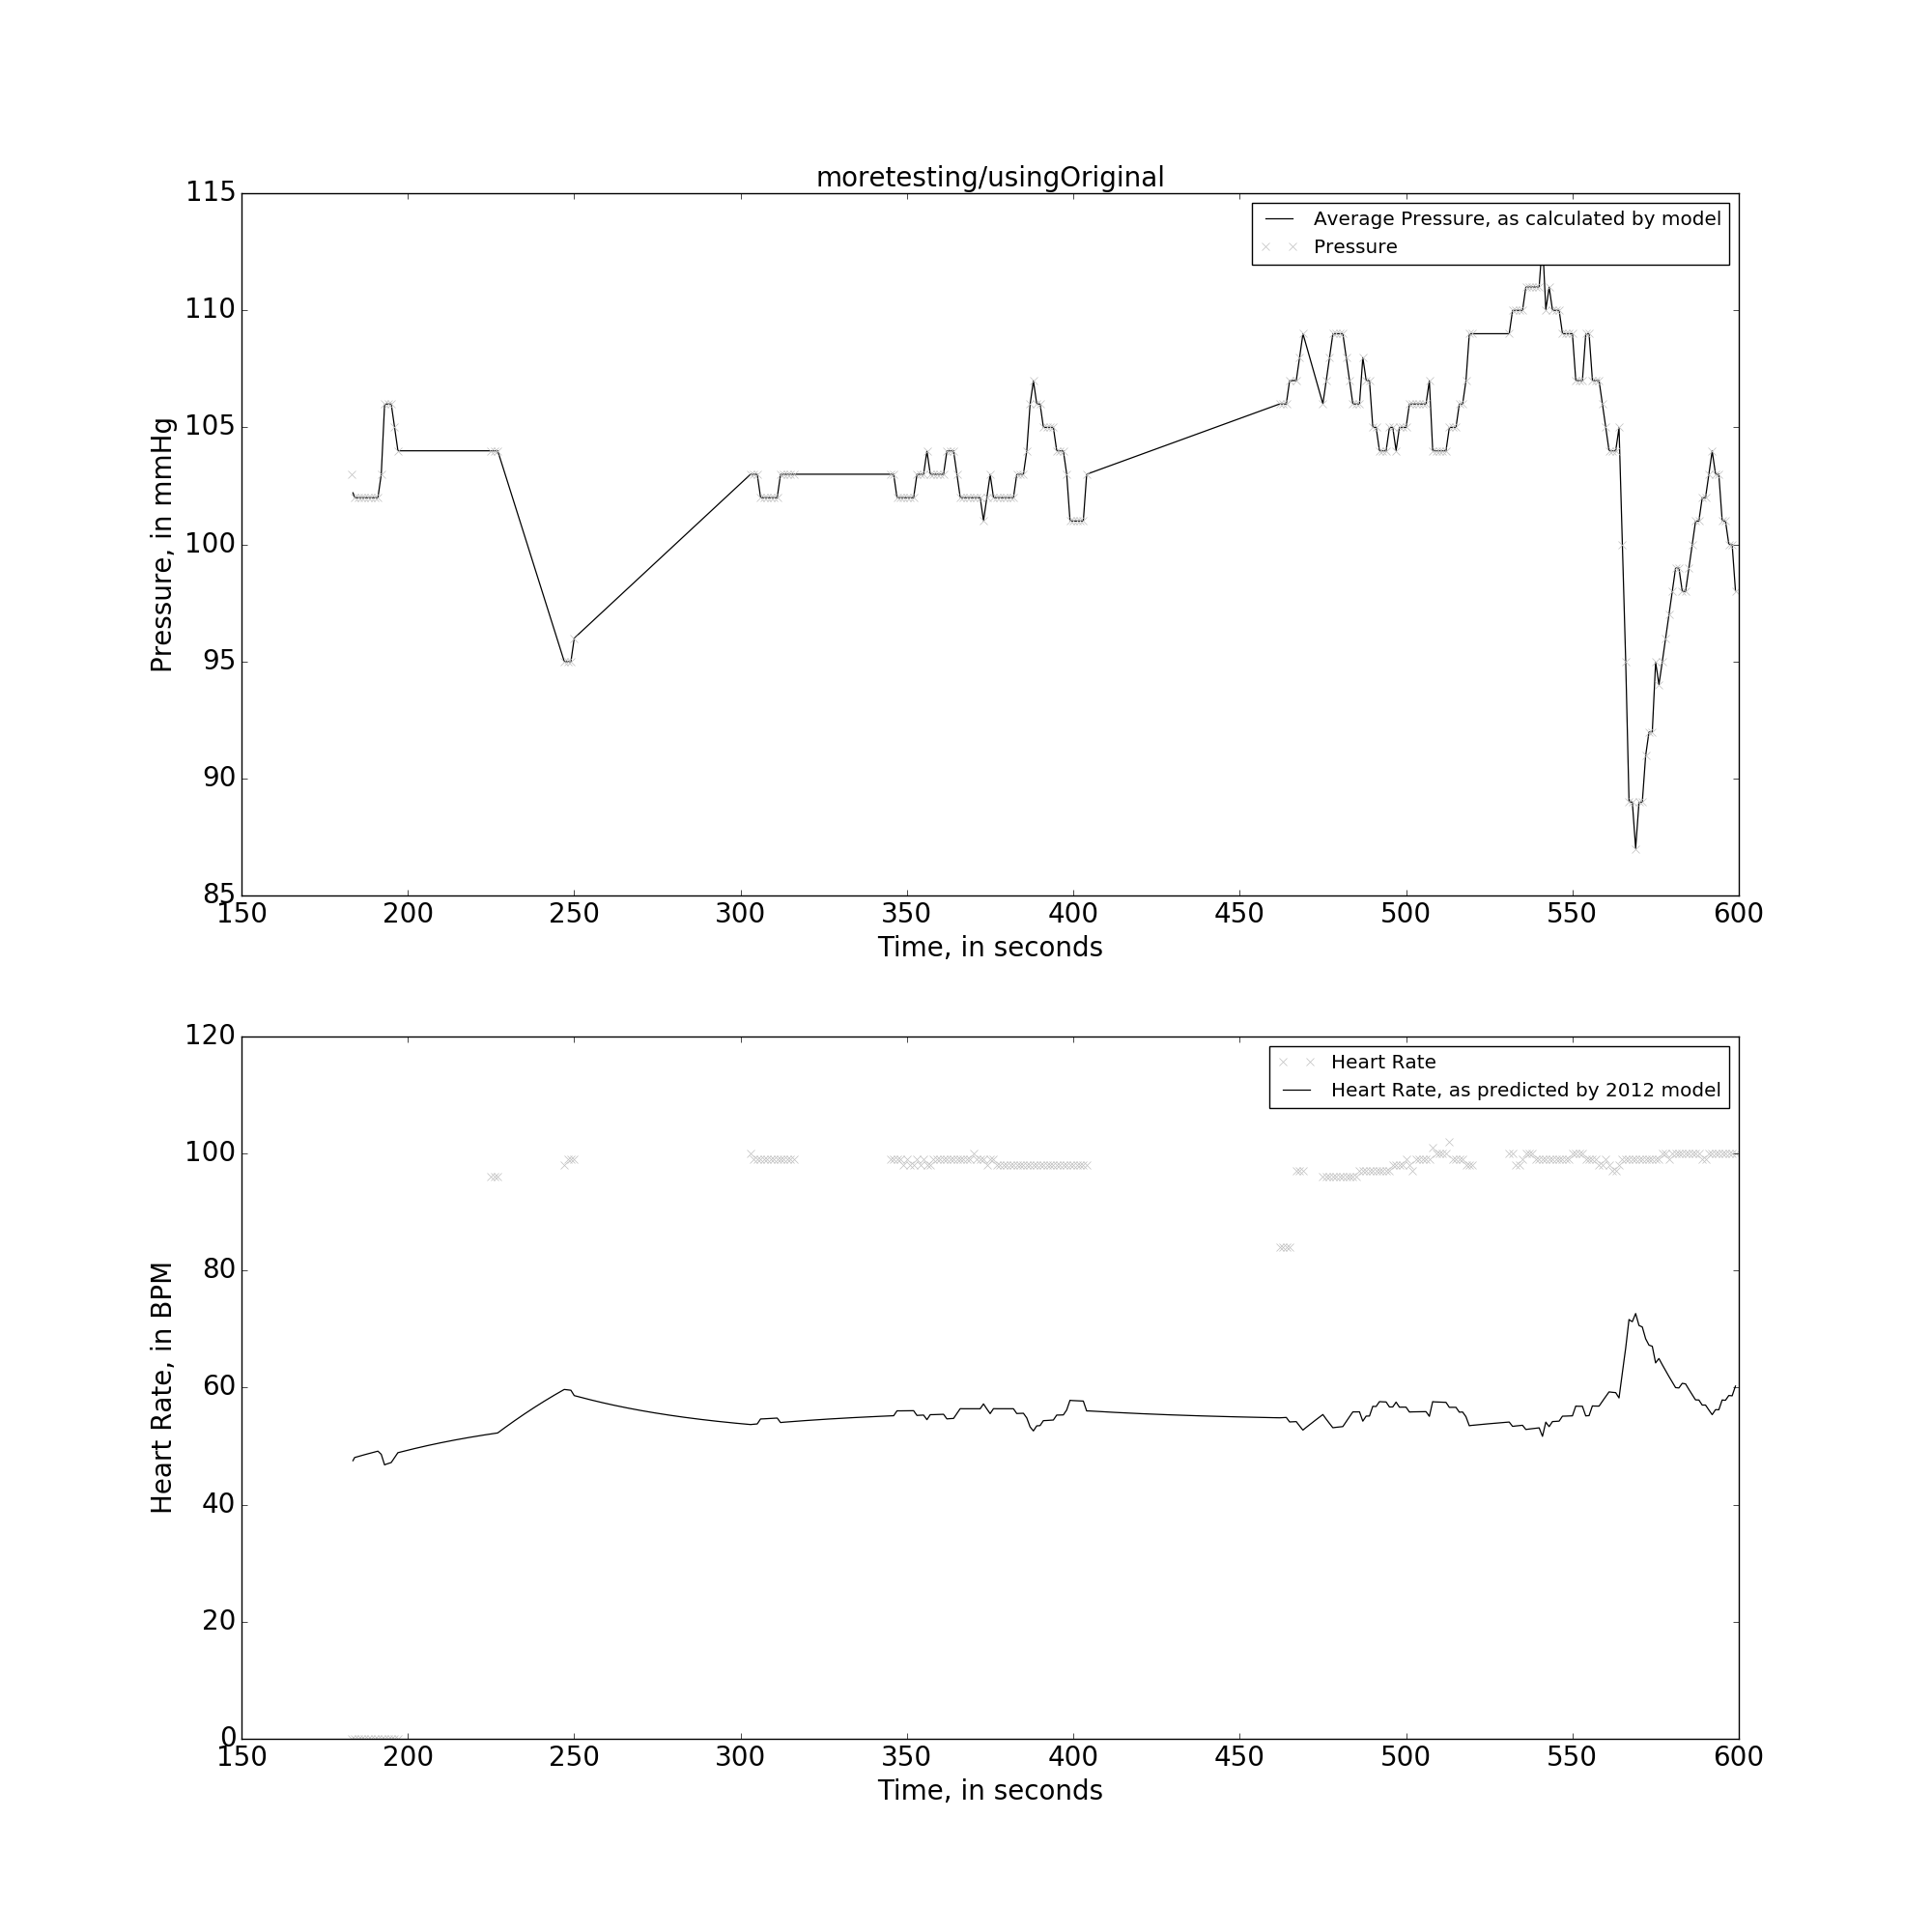 moretesting/usingOriginal
115
110
105
100
95
90
85
Pressure, in mmHg
Average Pressure, as calculated by model
Pressure
150 200 250 300 350 400 450 500 550 600
Time, in seconds
120
100
80
60
40
20
0
Heart Rate, in BPM
Heart Rate
Heart Rate, as predicted by 2012 model
150 200 250 300 350 400 450 500 550 600
Time, in seconds